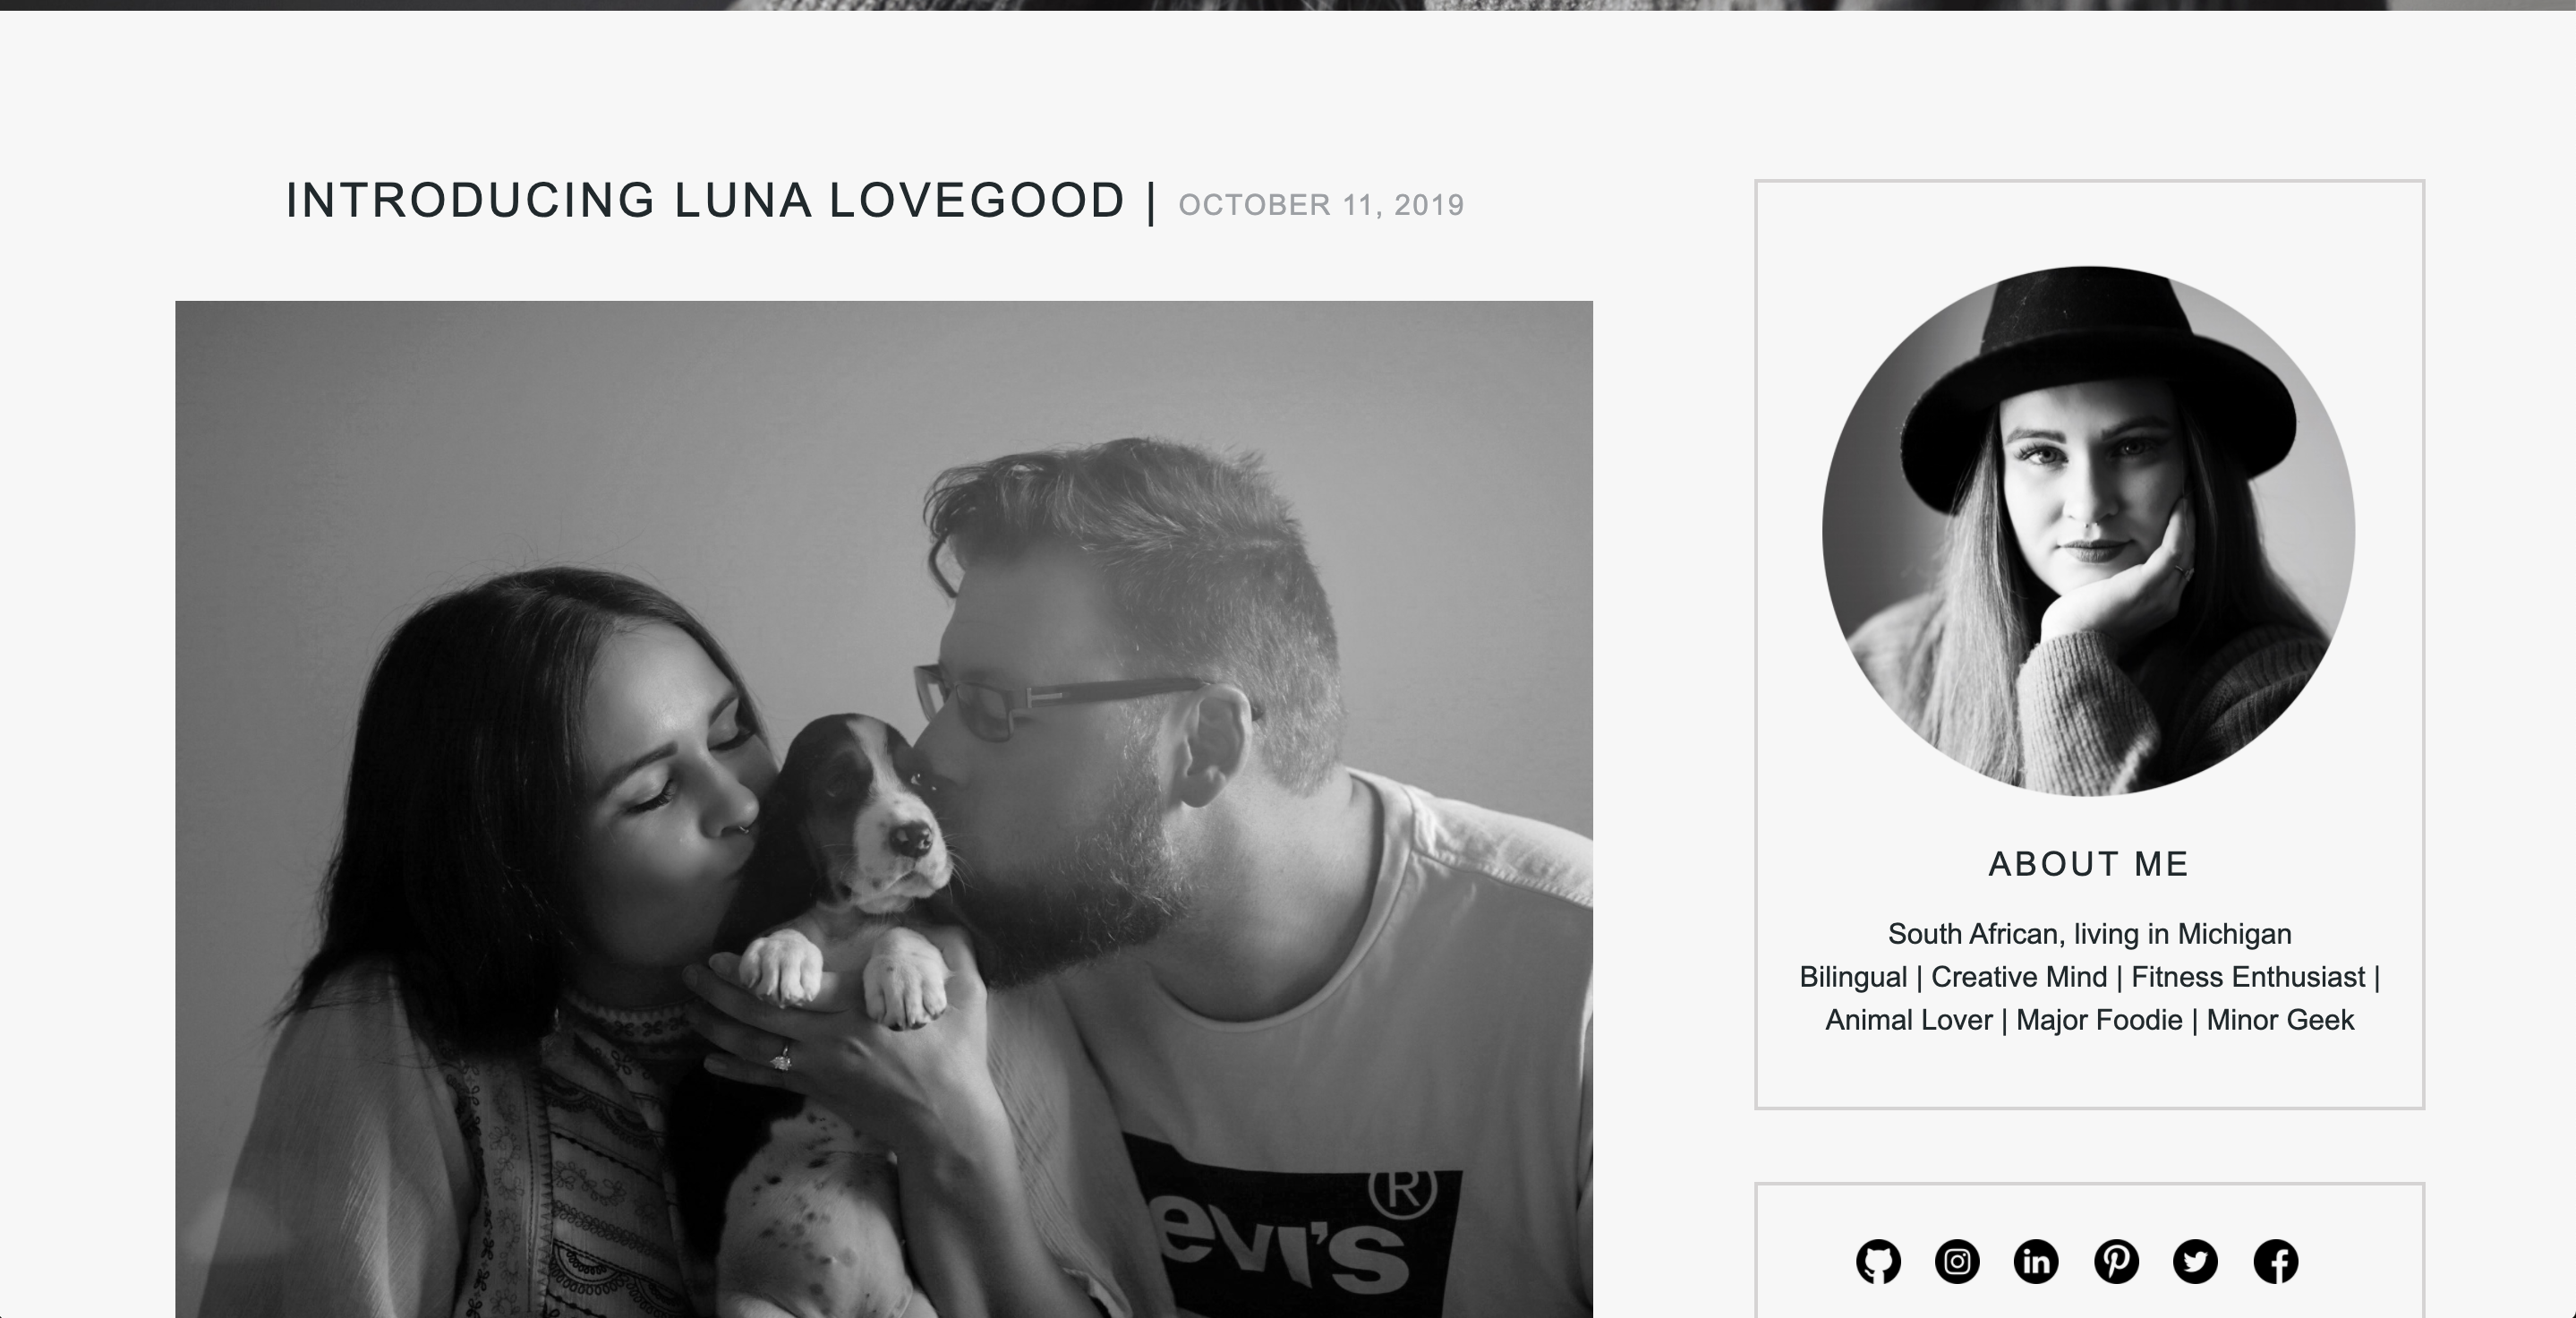 INTRODUCING LUNA LOVEGOOD | OCTOBER 11, 2019
evi's
®
ABOUT ME
South African, living in Michigan
Bilingual | Creative Mind | Fitness Enthusiast |
Animal Lover | Major Foodie | Minor Geek
in